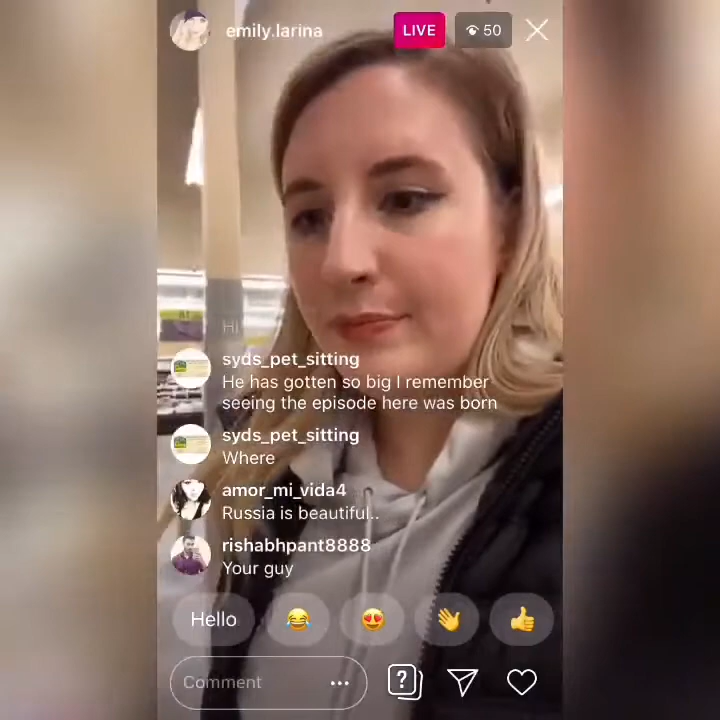 emily.larina
LIVE
50
Hi
syds_pet_sitting
He has gotten so big I remember
seeing the episode here was born
syds_pet_sitting
Where
amor_mi_vida4
Russia is beautiful..
rishabhpant8888
Your guy
Hello
Comment